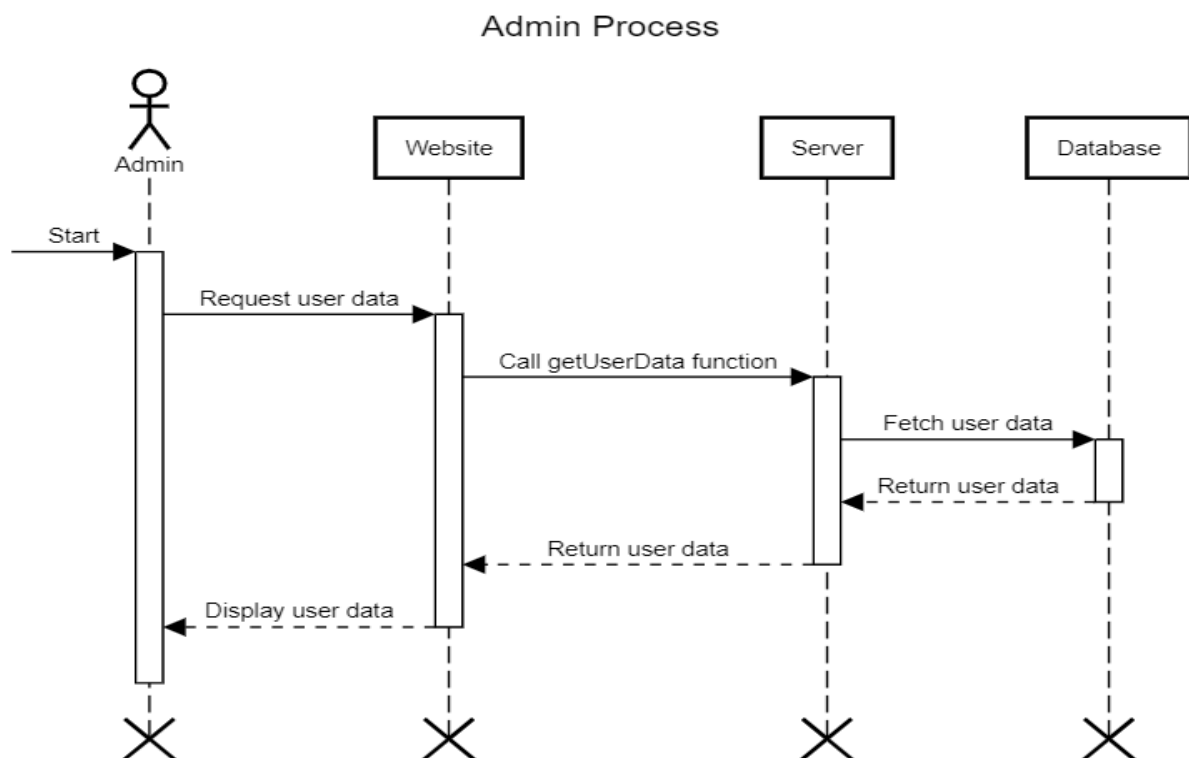 Admin Process
Admin
Website
Server
Database
Start
Request user data
Call getUserData function
Fetch user data
Return user data
Return user data
Display user data